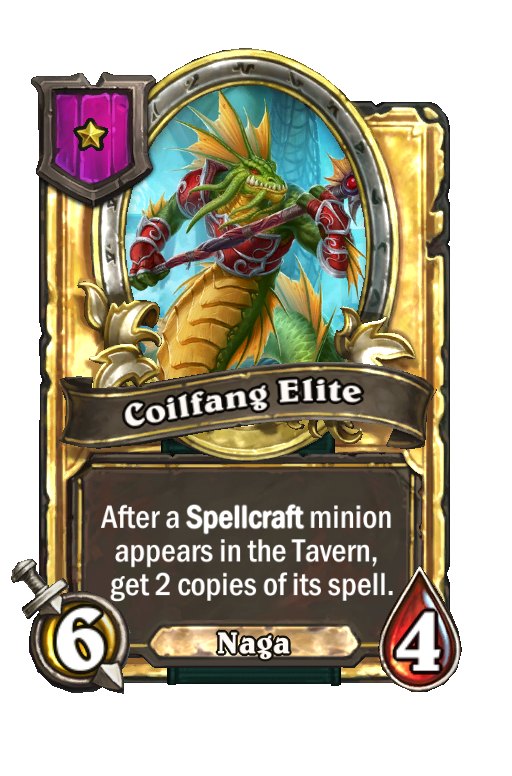 Coilfang Elite
After a Spellcraft minion
appears in the Tavern,
get 2 copies of its spell.
6
Naga
4